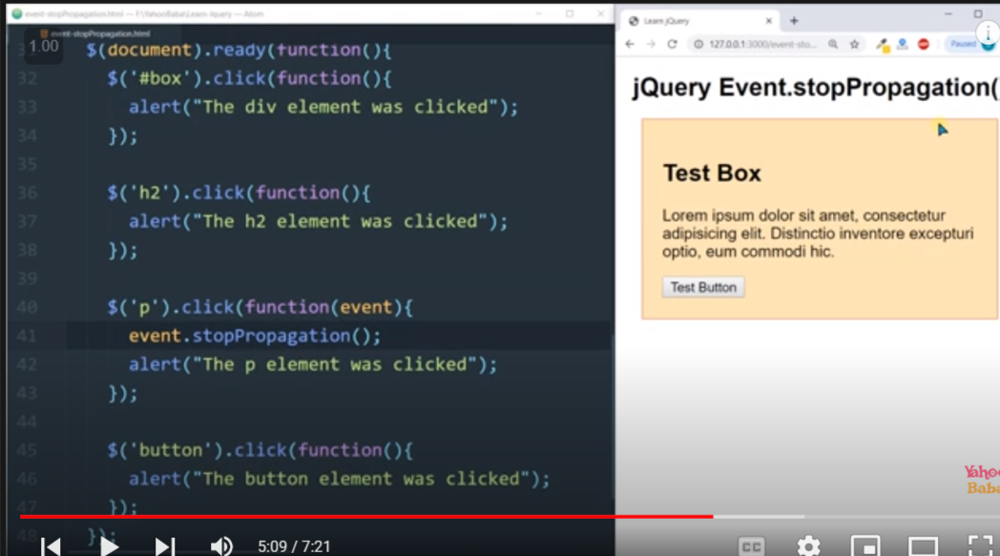 event-stopPropagation.html — F:\YahooBaba\Learn-jquery — Atom
event-stopPropagation.html
1.00
$(document).ready(function(){
32 $('#box').click(function(){
33 alert("The div element was clicked");
34 });
35
36 $('h2').click(function(){
37 alert("The h2 element was clicked");
38 });
39
40 $('p').click(function(event){
41 event.stopPropagation();
42 alert("The p element was clicked");
43 });
44
45 $('button').click(function(){
46 alert("The button element was clicked");
47 });
48 });
Learn jQuery
127.0.0.1:3000/event-sto...
Paused
jQuery Event.stopPropagation(
Test Box
Lorem ipsum dolor sit amet, consectetur
adipisicing elit. Distinctio inventore excepturi
optio, eum commodi hic.
Test Button
Yahoo
Baba
5:09 / 7:21
CC